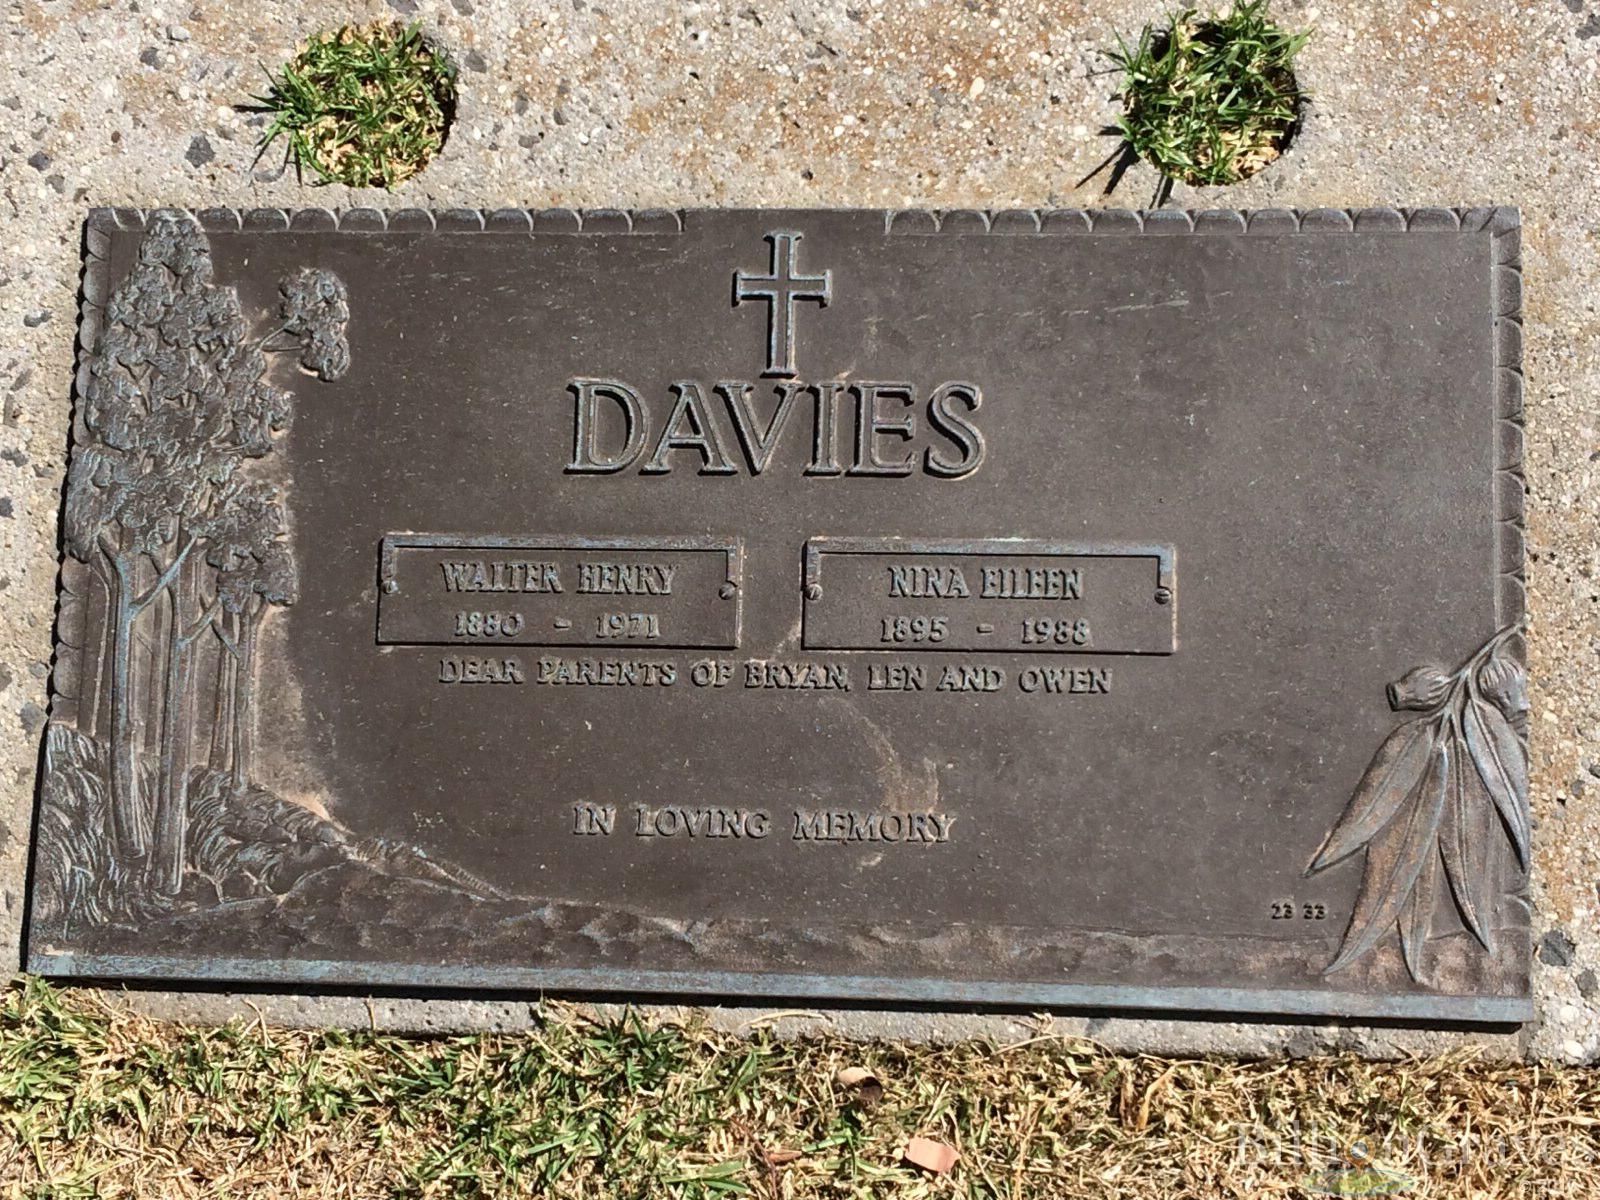 DAVIES
WALTER HENRY
1880 - 1971
NINA EILEEN
1895 - 1988
DEAR PARENTS OF BRYAN, LEN AND OWEN
IN LOVING MEMORY
23 33
BillionGraves